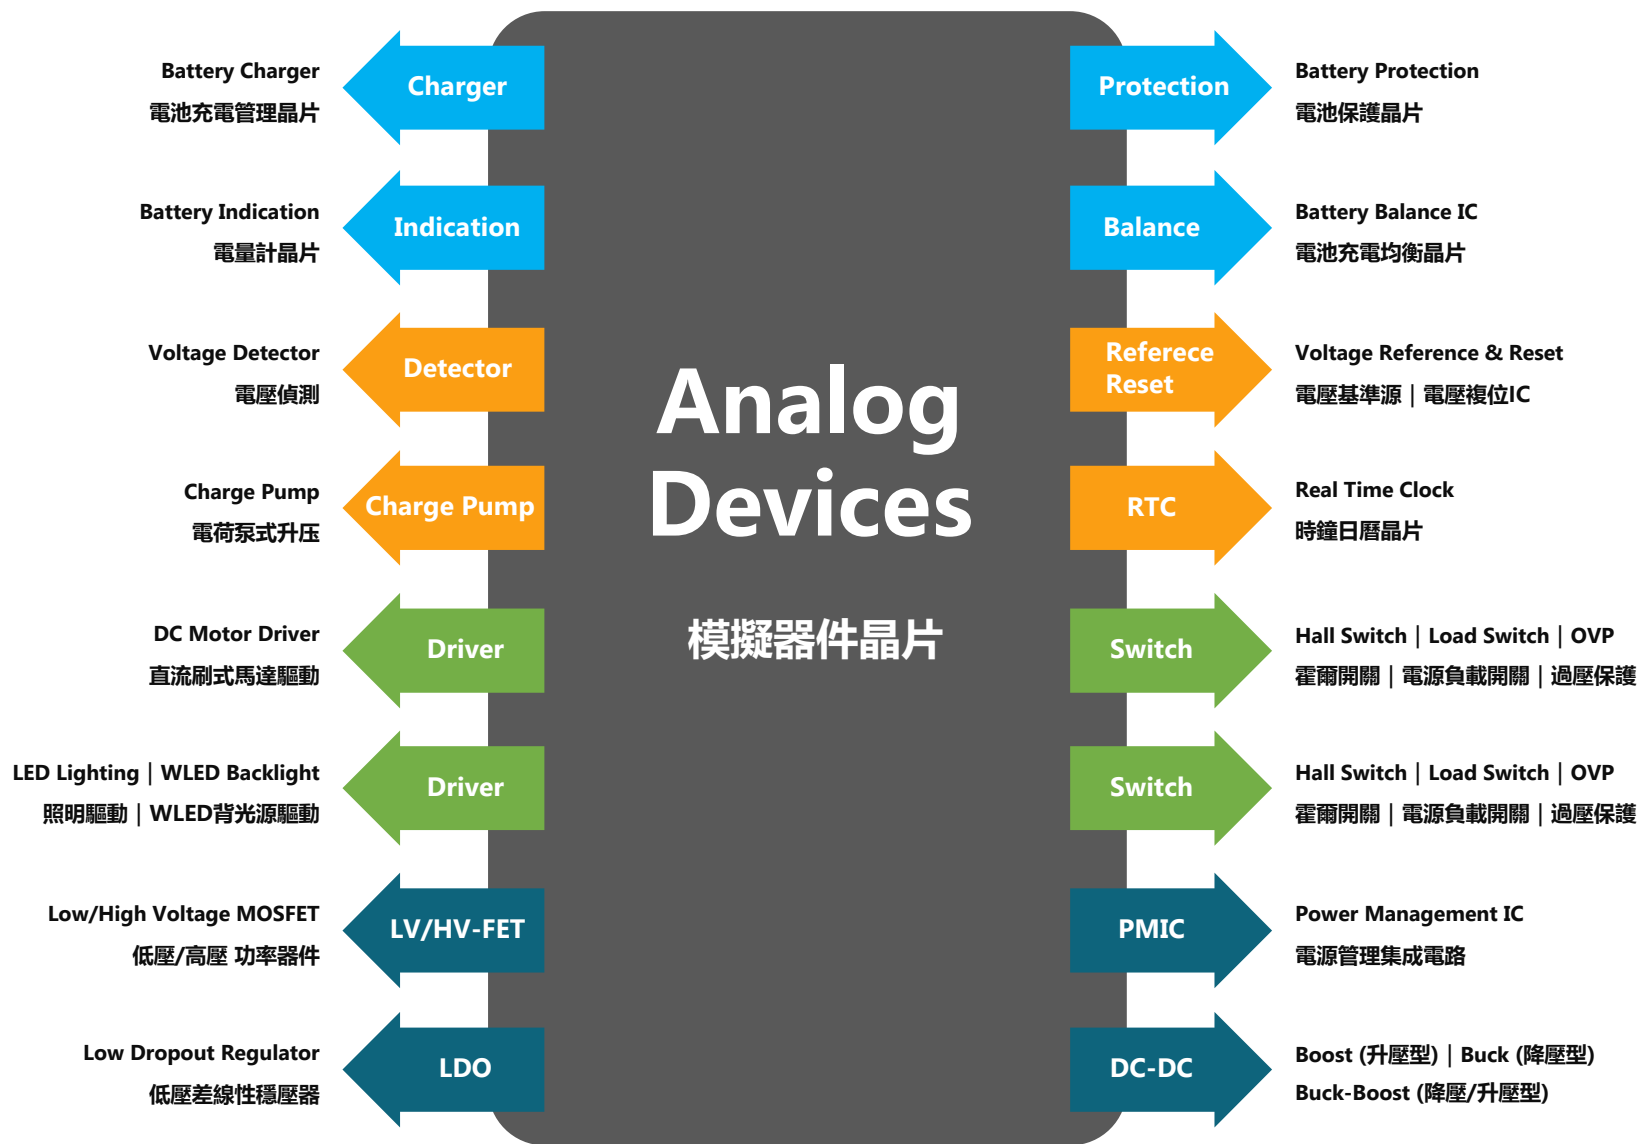 Battery Charger
電池充電管理晶片
Charger
Battery Indication
電量計晶片
Indication
Voltage Detector
電壓偵測
Detector
Charge Pump
電荷泵式升压
Charge Pump
DC Motor Driver
直流刷式馬達驅動
Driver
LED Lighting | WLED Backlight
照明驅動 | WLED背光源驅動
Driver
Low/High Voltage MOSFET
低壓/高壓 功率器件
LV/HV-FET
Low Dropout Regulator
低壓差線性穩壓器
LDO
Analog
Devices
模擬器件晶片
Protection
Battery Protection
電池保護晶片
Balance
Battery Balance IC
電池充電均衡晶片
Referece
Reset
Voltage Reference & Reset
電壓基準源 | 電壓複位IC
RTC
Real Time Clock
時鐘日曆晶片
Switch
Hall Switch | Load Switch | OVP
霍爾開關 | 電源負載開關 | 過壓保護
Switch
Hall Switch | Load Switch | OVP
霍爾開關 | 電源負載開關 | 過壓保護
PMIC
Power Management IC
電源管理集成電路
DC-DC
Boost (升壓型) | Buck (降壓型)
Buck-Boost (降壓/升壓型)